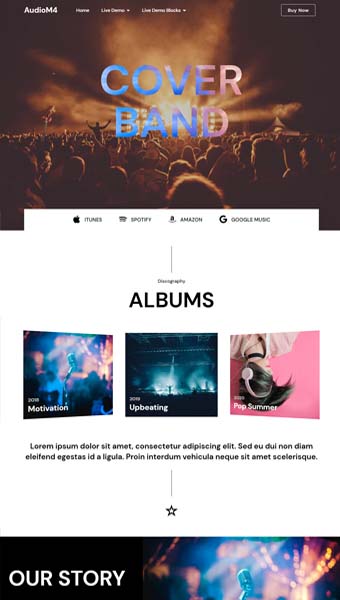 AudioM4 Home Live Demo Live Demo Blocks Buy Now
COVER
BAND
ITUNES SPOTIFY AMAZON GOOGLE MUSIC
Discography
ALBUMS
2018 2019 2020
Motivation Upbeating Pop Summer
Lorem ipsum dolor sit amet, consectetur adipiscing elit. Sed eu dui non diam
eleifend egestas id a ligula. Proin interdum vehicula neque sit amet scelerisque.
OUR STORY